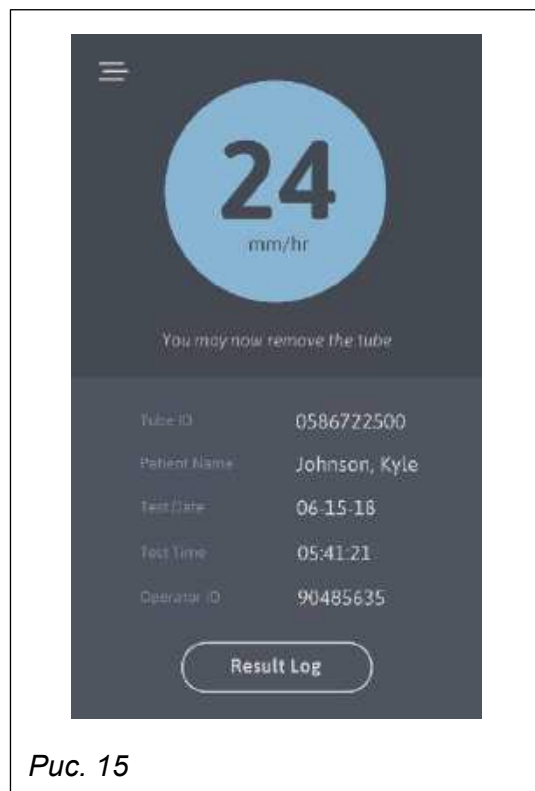 24
mm/hr
You may now remove the tube
Tube ID 0586722500
Patient Name Johnson, Kyle
Test Date 06-15-18
Test Time 05:41:21
Operator ID 90485635
Result Log
Рис. 15